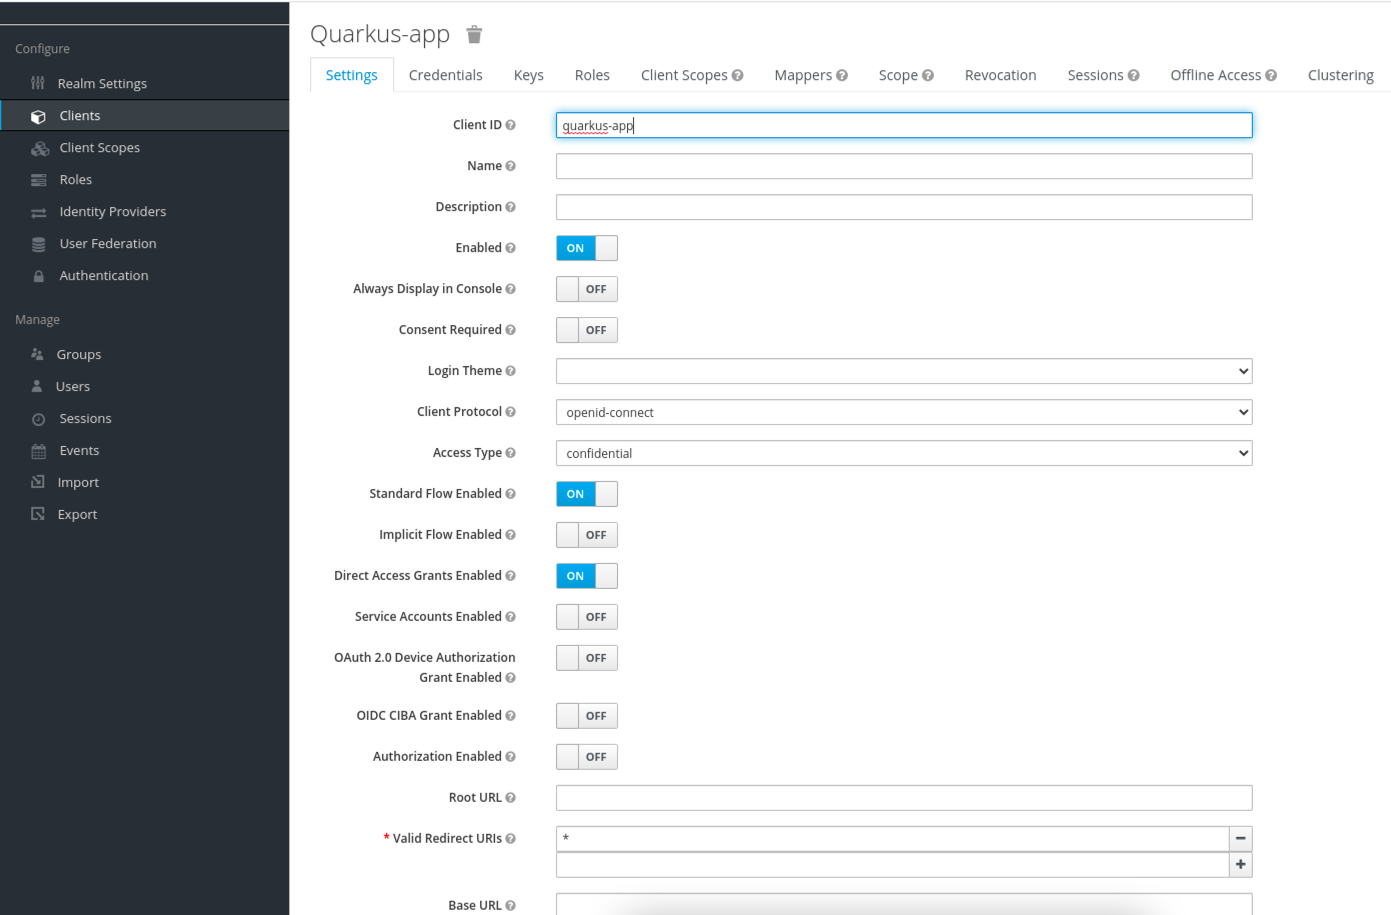 Quarkus-app
Settings Credentials Keys Roles Client Scopes Mappers Scope Revocation Sessions Offline Access Clustering
Configure
Realm Settings
Clients
Client Scopes
Roles
Identity Providers
User Federation
Authentication
Manage
Groups
Users
Sessions
Events
Import
Export
Client ID quarkus-app
Name
Description
Enabled ON
Always Display in Console OFF
Consent Required OFF
Login Theme
Client Protocol openid-connect
Access Type confidential
Standard Flow Enabled ON
Implicit Flow Enabled OFF
Direct Access Grants Enabled ON
Service Accounts Enabled OFF
OAuth 2.0 Device Authorization OFF
Grant Enabled
OIDC CIBA Grant Enabled OFF
Authorization Enabled OFF
Root URL
* Valid Redirect URIs *
Base URL